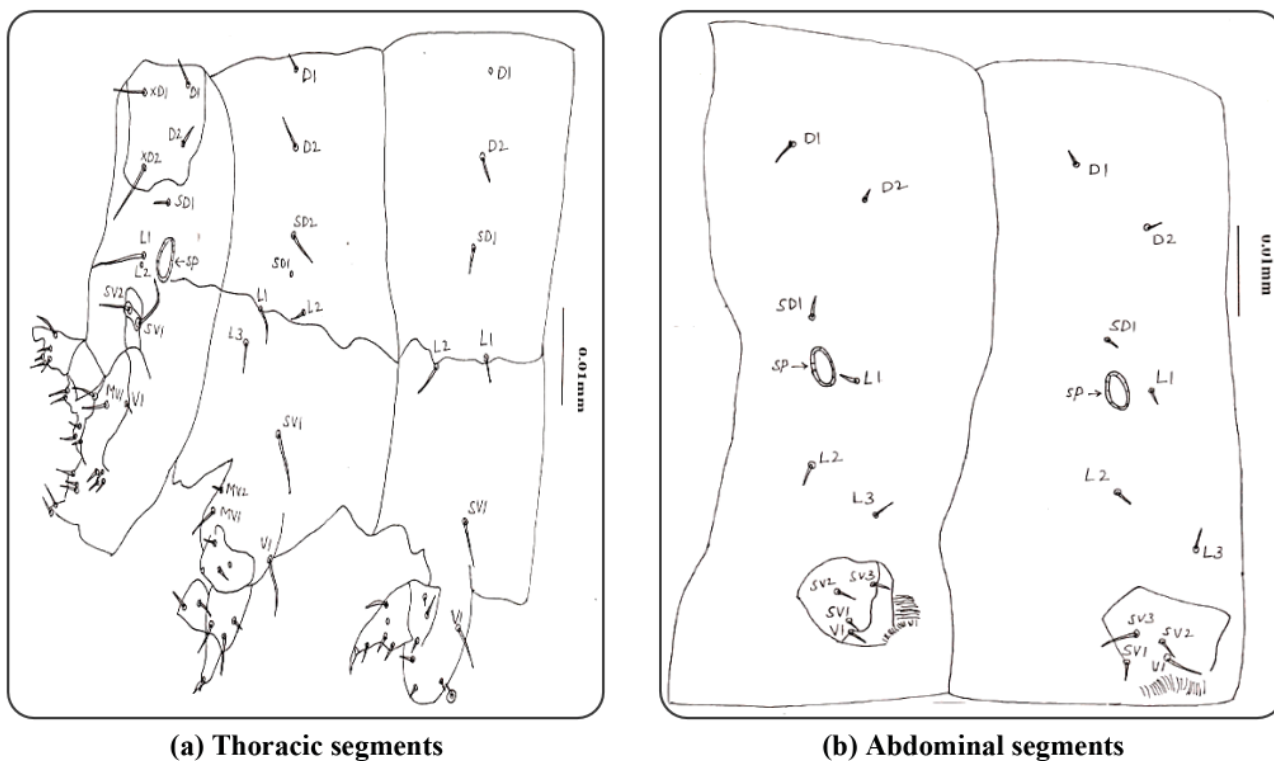 D1
D1
XD1
D1
D2
D2
D2
XD2
SD1
SD2
SD1
L1
←SP
SD1
L2
SV2
L1
L2
SV1
L3
L2
L1
0.01mm
MV1
V1
SV1
MV2
SV1
MV1
V1
V1
(a) Thoracic segments
D1
D1
D2
D2
0.01mm
SD1
SD1
SP→
L1
SP→
L1
L2
L2
L3
L3
SV2
SV3
SV1
V1
SV3
SV2
SV1
V1
(b) Abdominal segments